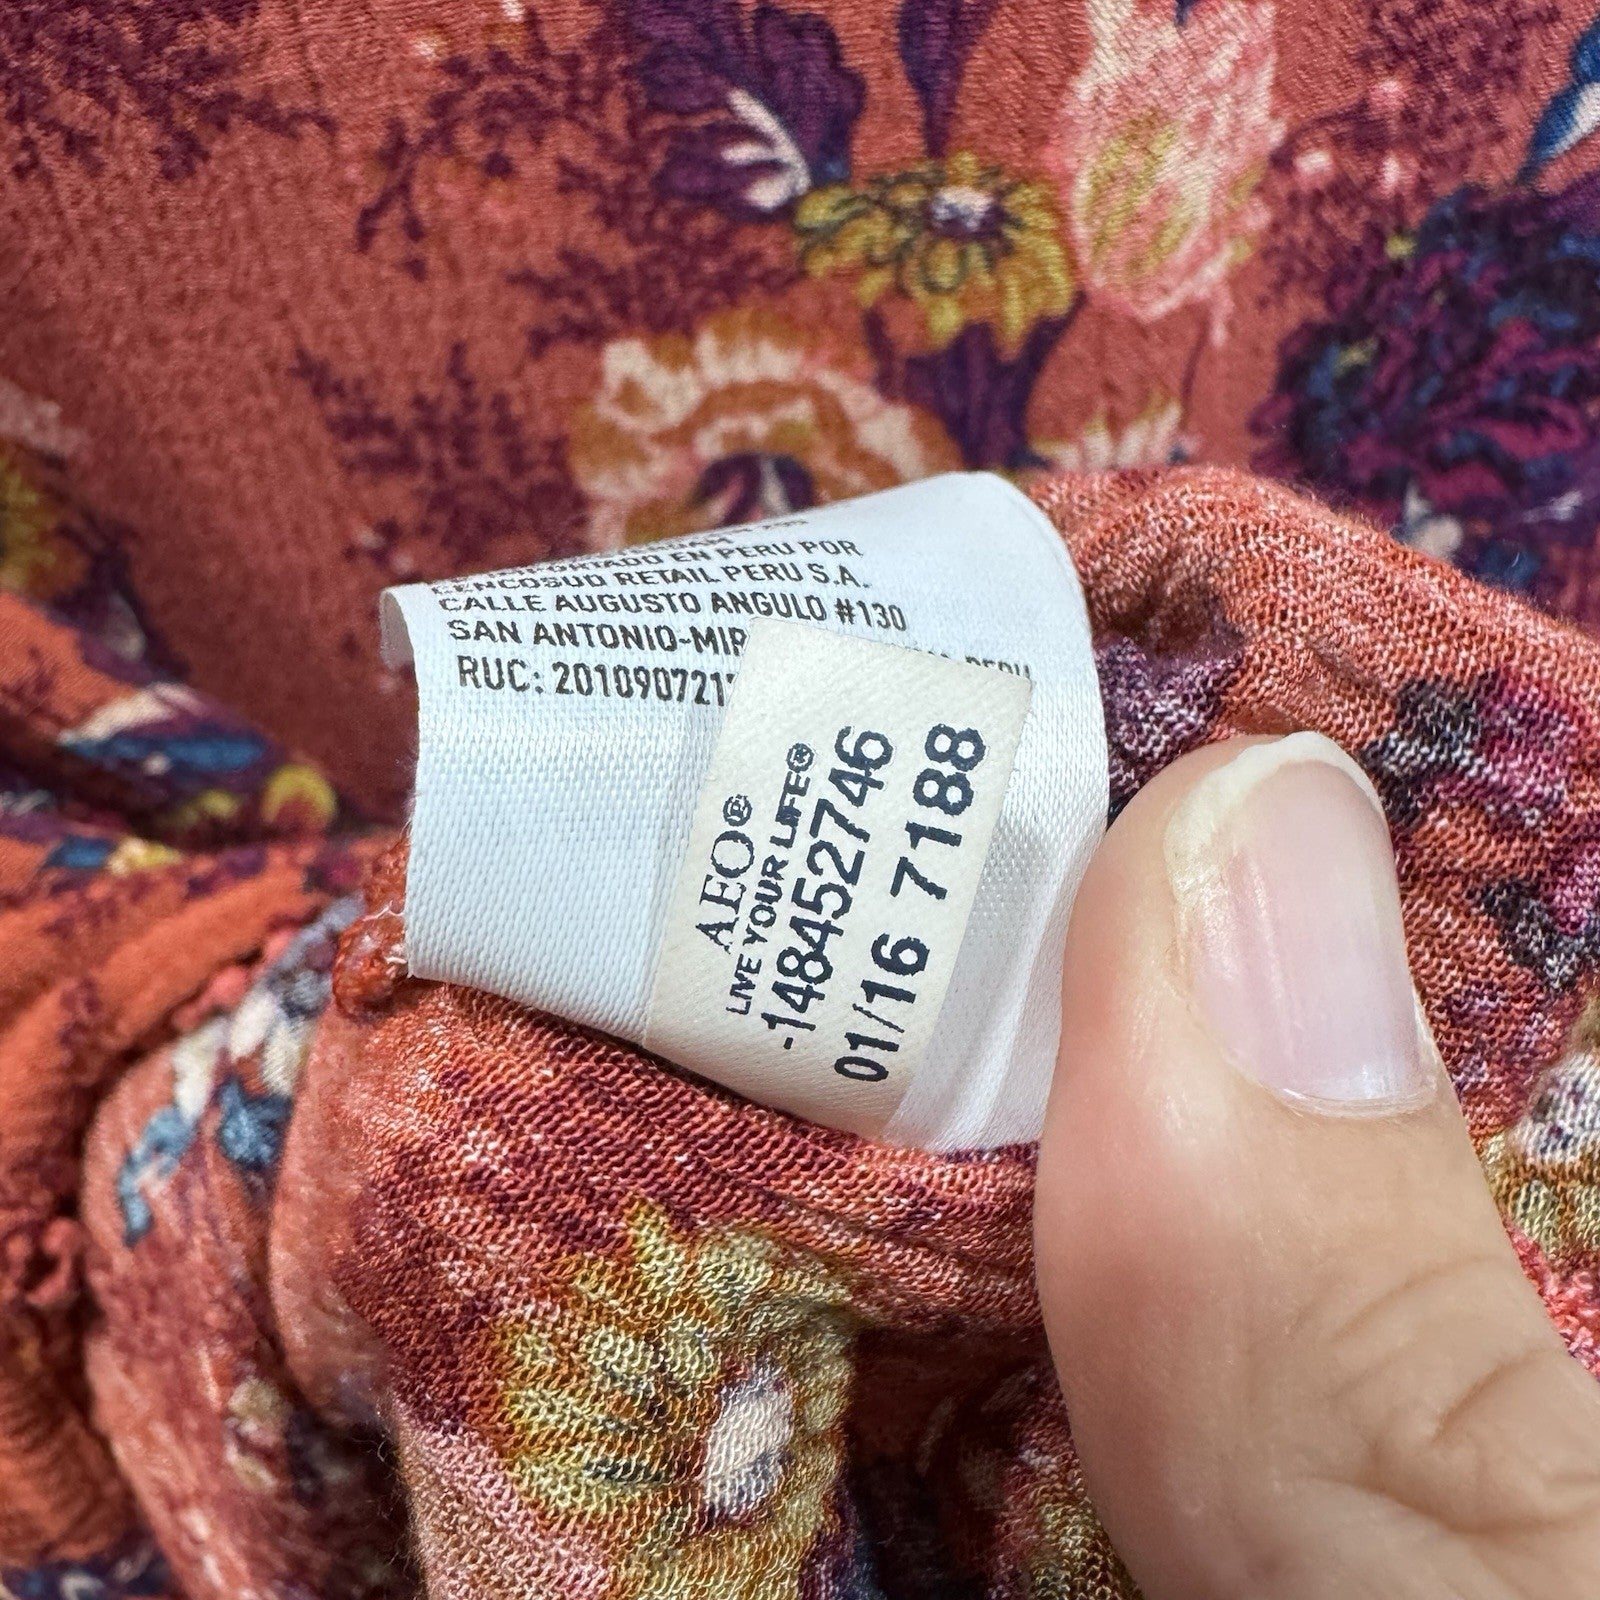 EN PERU POR
CENCOSUD RETAIL PERU S.A.
CALLE AUGUSTO ANGULO #130
SAN ANTONIO-MIR PERU
RUC: 2010907217
AEO®
LIVE YOUR LIFE®
-148452746
01/16 7188